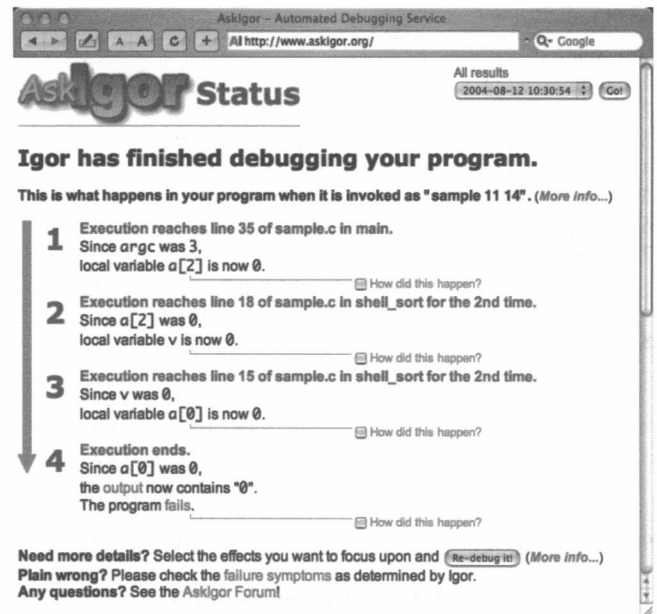 AskIgor – Automated Debugging Service
A A C + AI http://www.askigor.org/ Q Google
All results
AskIgor Status
2004-08-12 10:30:54 Go!
Igor has finished debugging your program.
This is what happens in your program when it is invoked as "sample 11 14". (More info...)
1 Execution reaches line 35 of sample.c in main.
Since argc was 3,
local variable a[2] is now 0.
How did this happen?
2 Execution reaches line 18 of sample.c in shell_sort for the 2nd time.
Since a[2] was 0,
local variable v is now 0.
How did this happen?
3 Execution reaches line 15 of sample.c in shell_sort for the 2nd time.
Since v was 0,
local variable a[0] is now 0.
How did this happen?
4 Execution ends.
Since a[0] was 0,
the output now contains "0".
The program fails.
How did this happen?
Need more details? Select the effects you want to focus upon and Re-debug it! (More info...)
Plain wrong? Please check the failure symptoms as determined by Igor.
Any questions? See the AskIgor Forum!